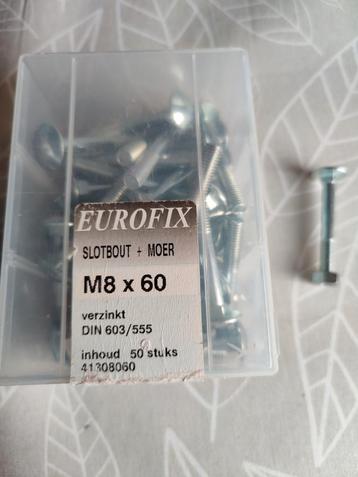 EUROFIX
SLOTBOUT + MOER
M8 x 60
verzinkt
DIN 603/555
inhoud 50 stuks
41308060